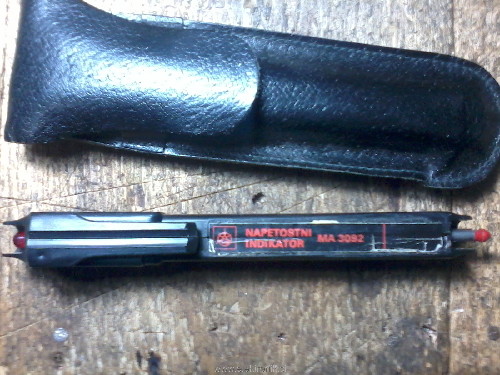 NAPETOSTNI
INDIKATOR MA 3092